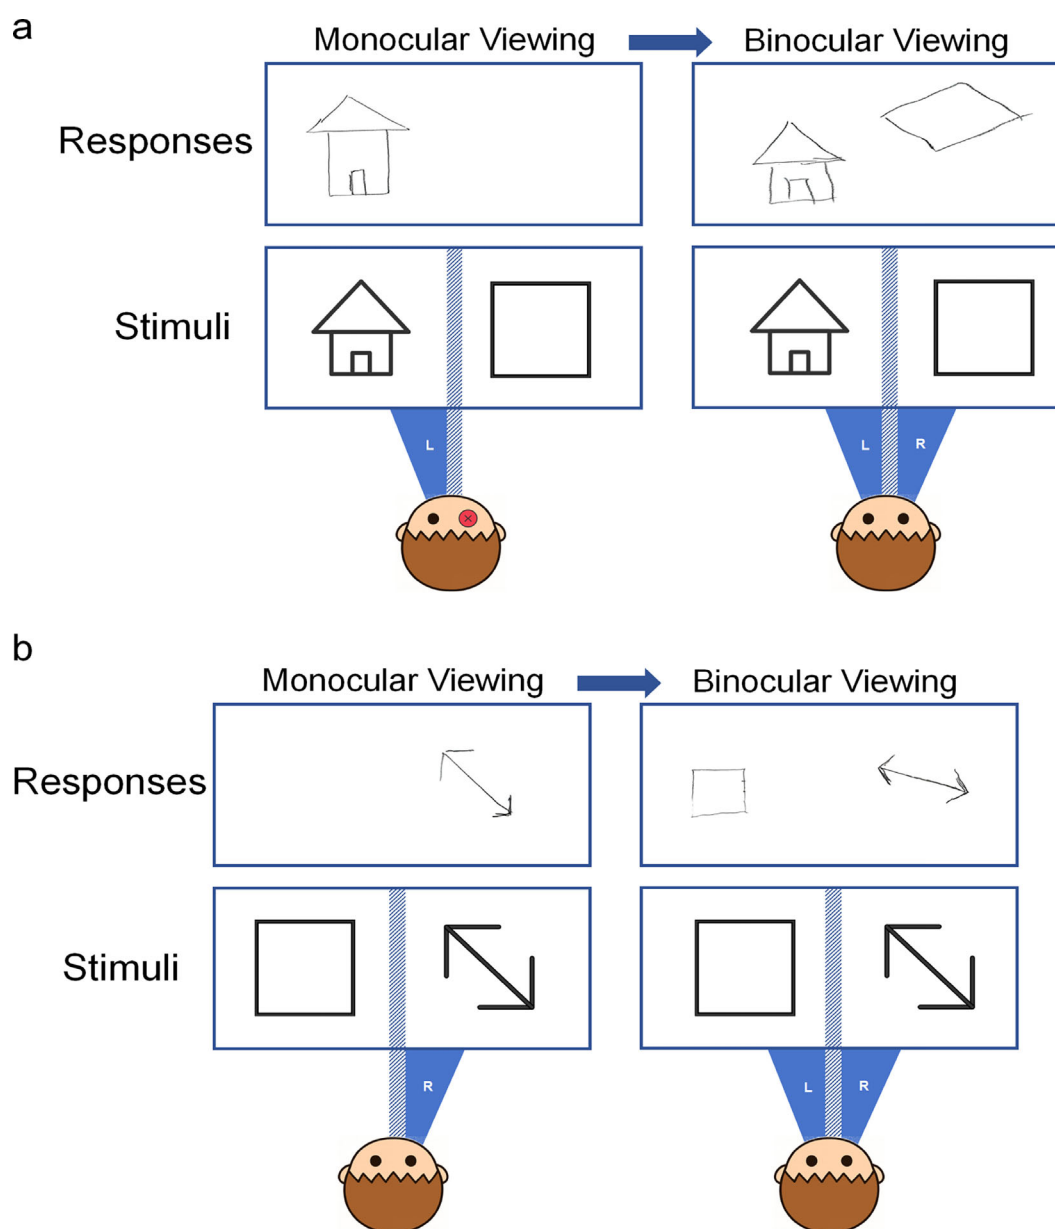 a
Monocular Viewing
Binocular Viewing
Responses
Stimuli
L
L
R
b
Monocular Viewing
Binocular Viewing
Responses
Stimuli
R
L
R